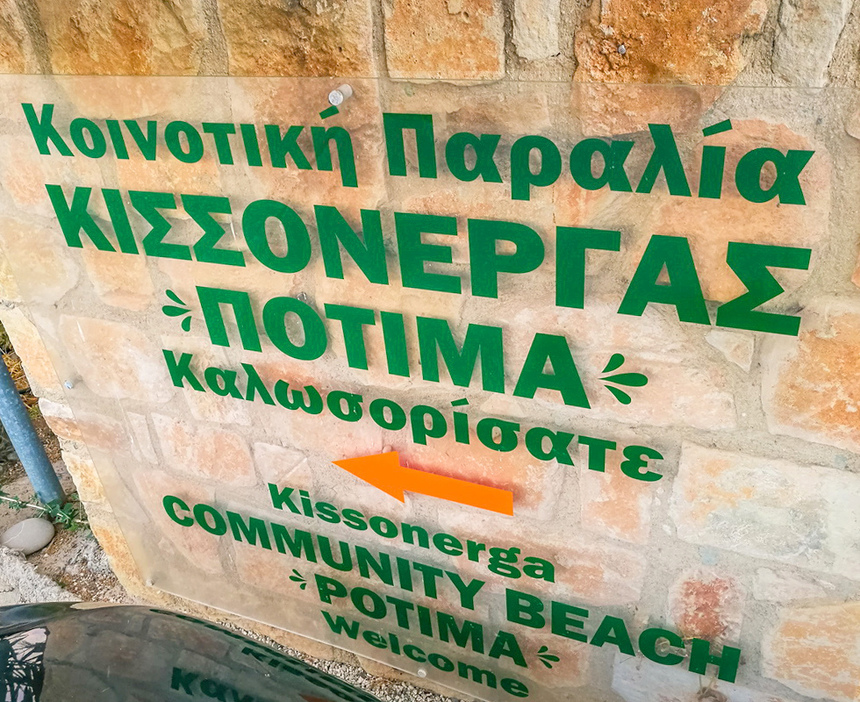 Κοινοτική Παραλία
ΚΙΣΣΟΝΕΡΓΑΣ
ΠΟΤΙΜΑ
Καλωσορίσατε
Kissonerga
COMMUNITY BEACH
POTIMA
Welcome